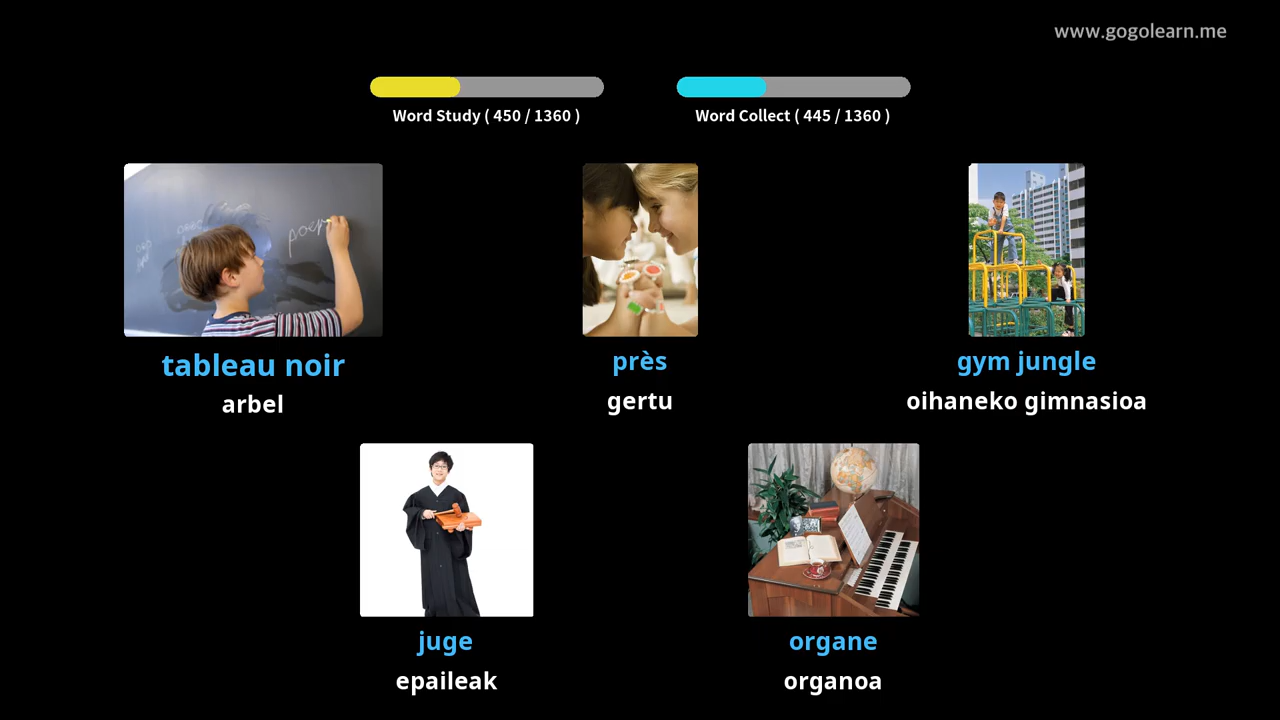 www.gogolearn.me
Word Study ( 450 / 1360 )
Word Collect ( 445 / 1360 )
poer
tableau noir
arbel
près
gertu
gym jungle
oihaneko gimnasioa
juge
epaileak
organe
organoa